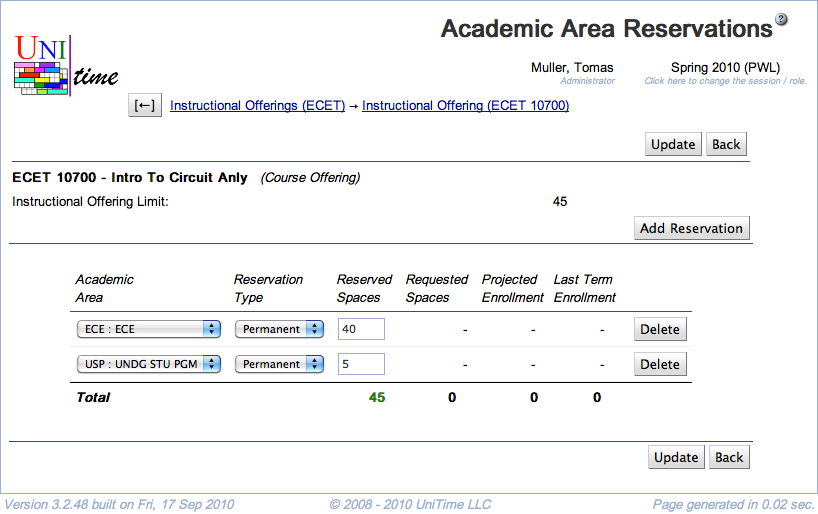 Academic Area Reservations ?
UNI
time
Muller, Tomas Spring 2010 (PWL)
Administrator Click here to change the session / role.
[←] Instructional Offerings (ECET) → Instructional Offering (ECET 10700)
Update Back
ECET 10700 - Intro To Circuit Anly (Course Offering)
Instructional Offering Limit: 45
Add Reservation
Academic Reservation Reserved Requested Projected Last Term
Area Type Spaces Spaces Enrollment Enrollment
ECE : ECE Permanent 40 - - - Delete
USP : UNDG STU PGM Permanent 5 - - - Delete
Total 45 0 0 0
Update Back
Version 3.2.48 built on Fri, 17 Sep 2010 © 2008 - 2010 UniTime LLC Page generated in 0.02 sec.